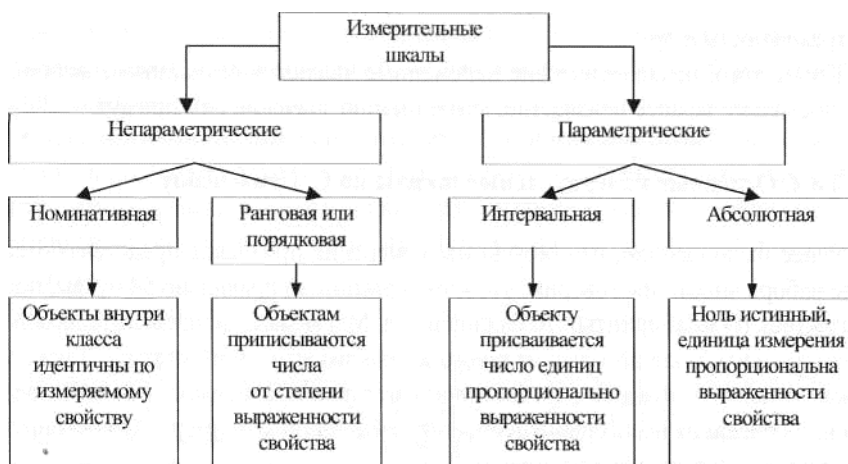 Измерительные
шкалы
Непараметрические
Параметрические
Номинативная
Ранговая или
порядковая
Интервальная
Абсолютная
Объекты внутри
класса
идентичны по
измеряемому
свойству
Объектам
приписываются
числа
от степени
выраженности
свойства
Объекту
присваивается
число единиц
пропорционально
выраженности
свойства
Ноль истинный,
единица измерения
пропорциональна
выраженности
свойства